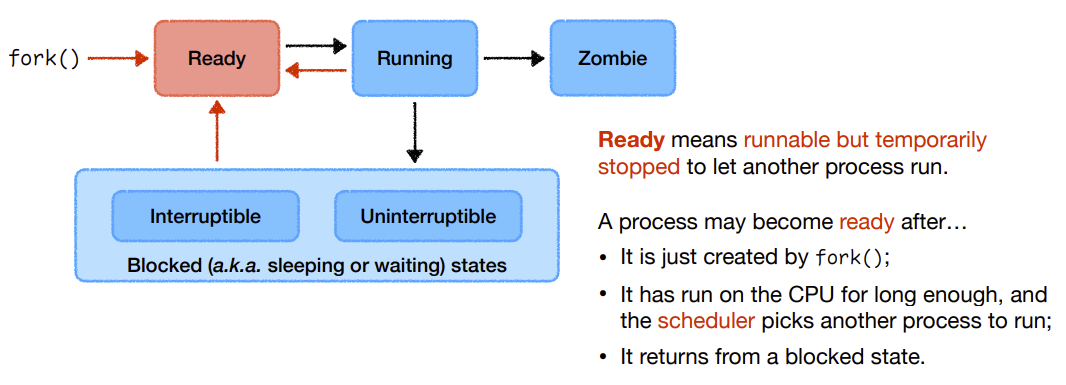 fork()
Ready
Running
Zombie
Interruptible
Uninterruptible
Blocked (a.k.a. sleeping or waiting) states
Ready means runnable but temporarily
stopped to let another process run.
A process may become ready after…
• It is just created by fork();
• It has run on the CPU for long enough, and
the scheduler picks another process to run;
• It returns from a blocked state.